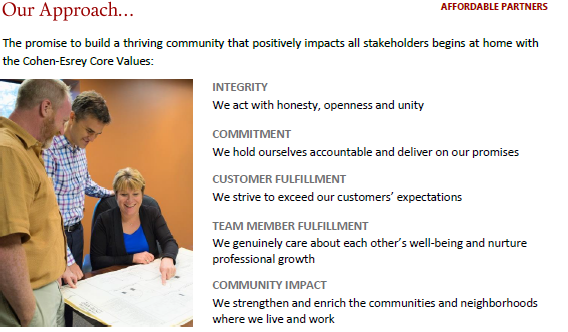 Our Approach...
AFFORDABLE PARTNERS
The promise to build a thriving community that positively impacts all stakeholders begins at home with
the Cohen-Esrey Core Values:
INTEGRITY
We act with honesty, openness and unity
COMMITMENT
We hold ourselves accountable and deliver on our promises
CUSTOMER FULFILLMENT
We strive to exceed our customers’ expectations
TEAM MEMBER FULFILLMENT
We genuinely care about each other’s well-being and nurture
professional growth
COMMUNITY IMPACT
We strengthen and enrich the communities and neighborhoods
where we live and work